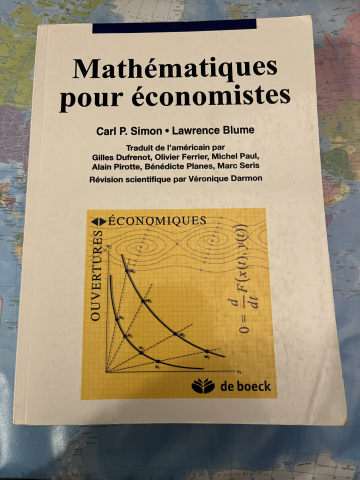 Mathématiques
pour économistes
Carl P. Simon • Lawrence Blume
Traduit de l'américain par
Gilles Dufrenot, Olivier Ferrier, Michel Paul,
Alain Pirotte, Bénédicte Planes, Marc Seris
Révision scientifique par Véronique Darmon
OUVERTURES ◀▶ ÉCONOMIQUES
0 = d/dt F(x(t), y(t))
de boeck